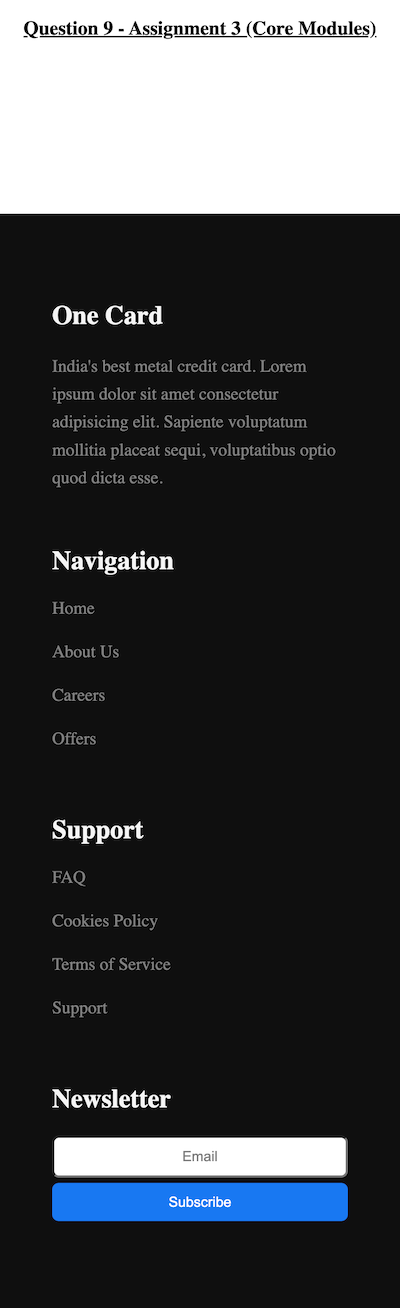 Question 9 - Assignment 3 (Core Modules)
One Card
India's best metal credit card. Lorem
ipsum dolor sit amet consectetur
adipisicing elit. Sapiente voluptatum
mollitia placeat sequi, voluptatibus optio
quod dicta esse.
Navigation
Home
About Us
Careers
Offers
Support
FAQ
Cookies Policy
Terms of Service
Support
Newsletter
Email
Subscribe